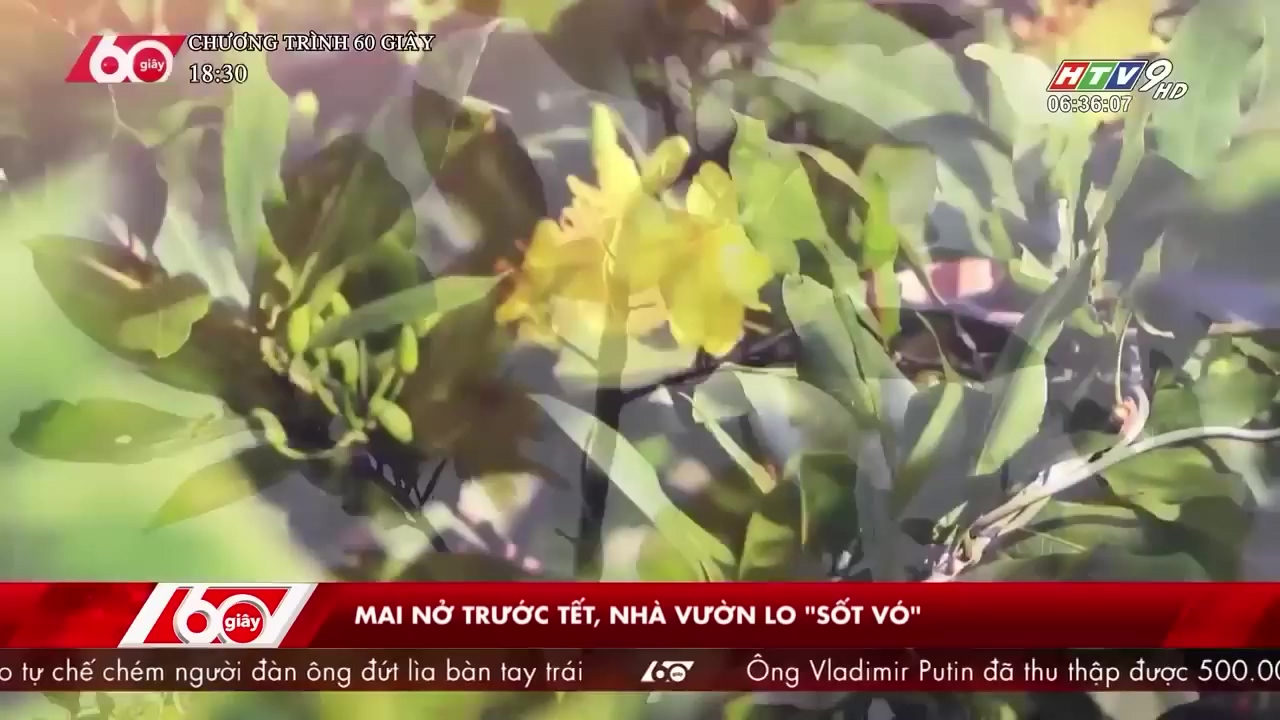 60 giây
CHƯƠNG TRÌNH 60 GIÂY
18:30
HTV9 HD
06:36:07
60 giây
MAI NỞ TRƯỚC TẾT, NHÀ VƯỜN LO "SỐT VÓ"
o tự chế chém người đàn ông đứt lìa bàn tay trái
60 giây
Ông Vladimir Putin đã thu thập được 500.00